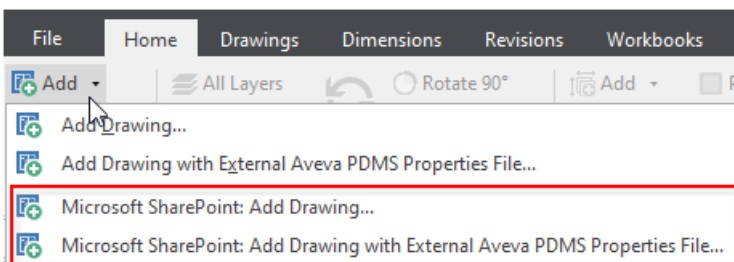 File Home Drawings Dimensions Revisions Workbooks
Add All Layers Rotate 90° Add
Add Drawing...
Add Drawing with External Aveva PDMS Properties File...
Microsoft SharePoint: Add Drawing...
Microsoft SharePoint: Add Drawing with External Aveva PDMS Properties File...